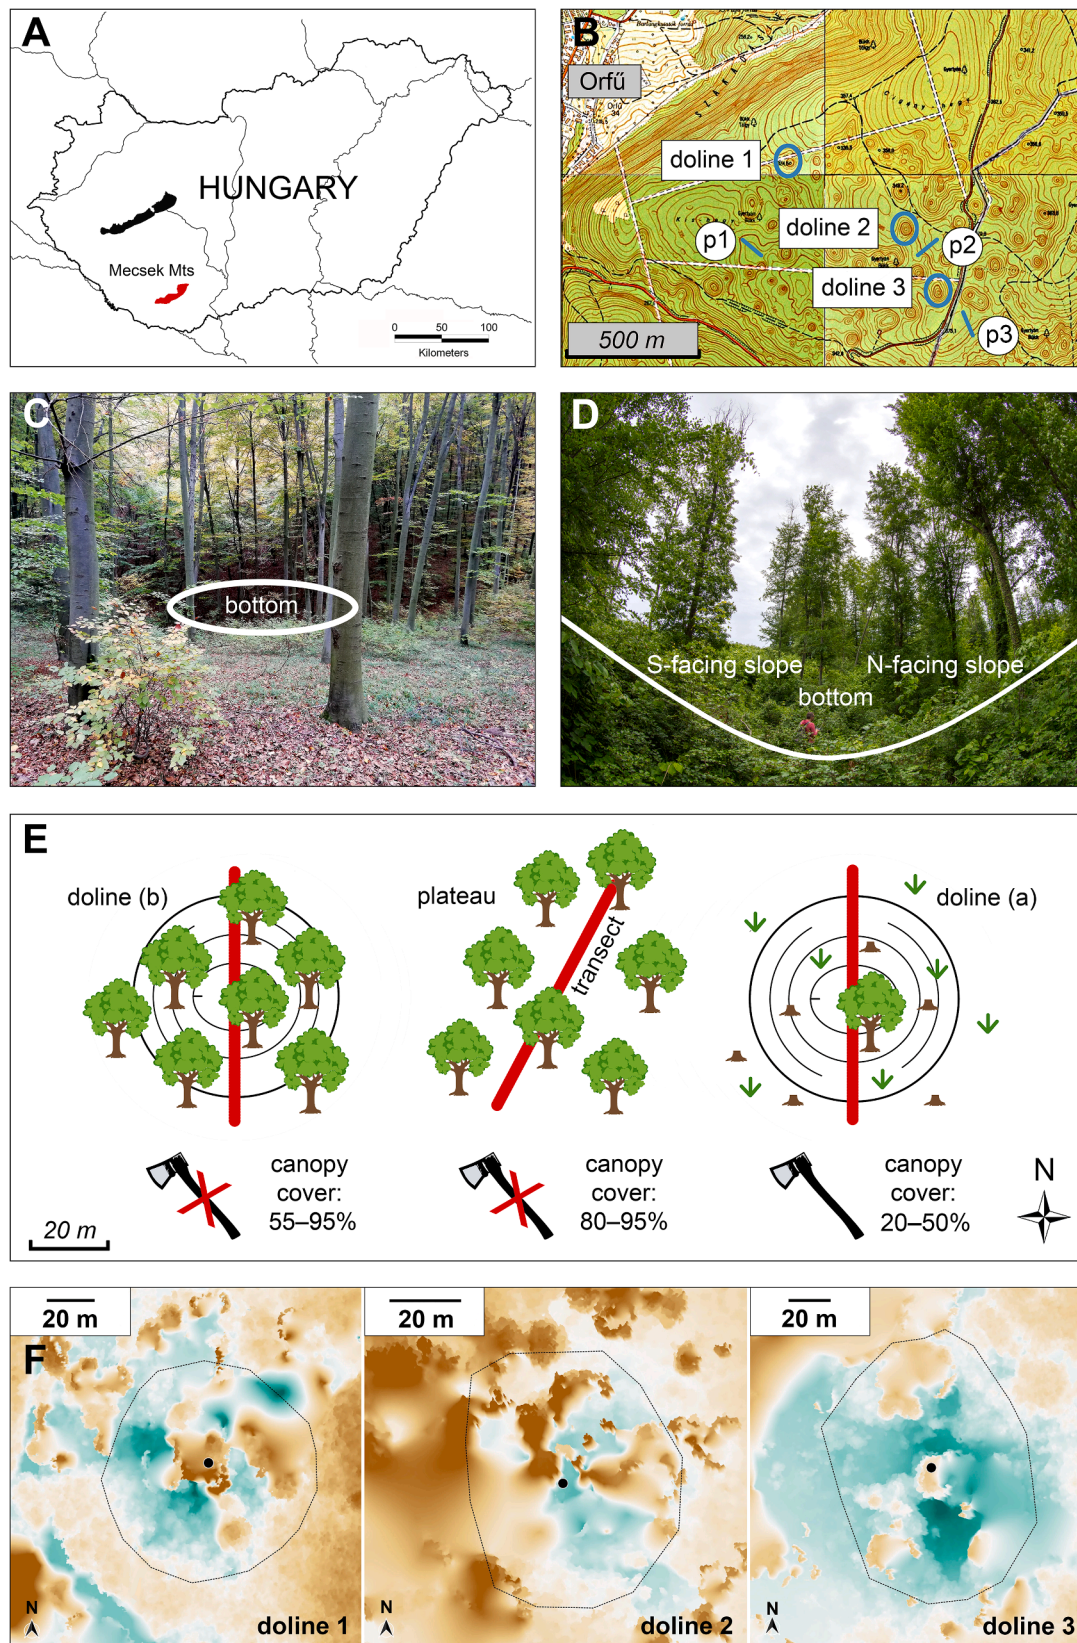 A
HUNGARY
Mecsek Mts
0 50 100
Kilometers
B
Orfű
doline 1
doline 2
p1
p2
doline 3
p3
500 m
C
bottom
D
S-facing slope
N-facing slope
bottom
E
doline (b)
plateau
transect
doline (a)
canopy
cover:
55–95%
canopy
cover:
80–95%
canopy
cover:
20–50%
N
20 m
F
20 m
N
doline 1
20 m
N
doline 2
20 m
N
doline 3